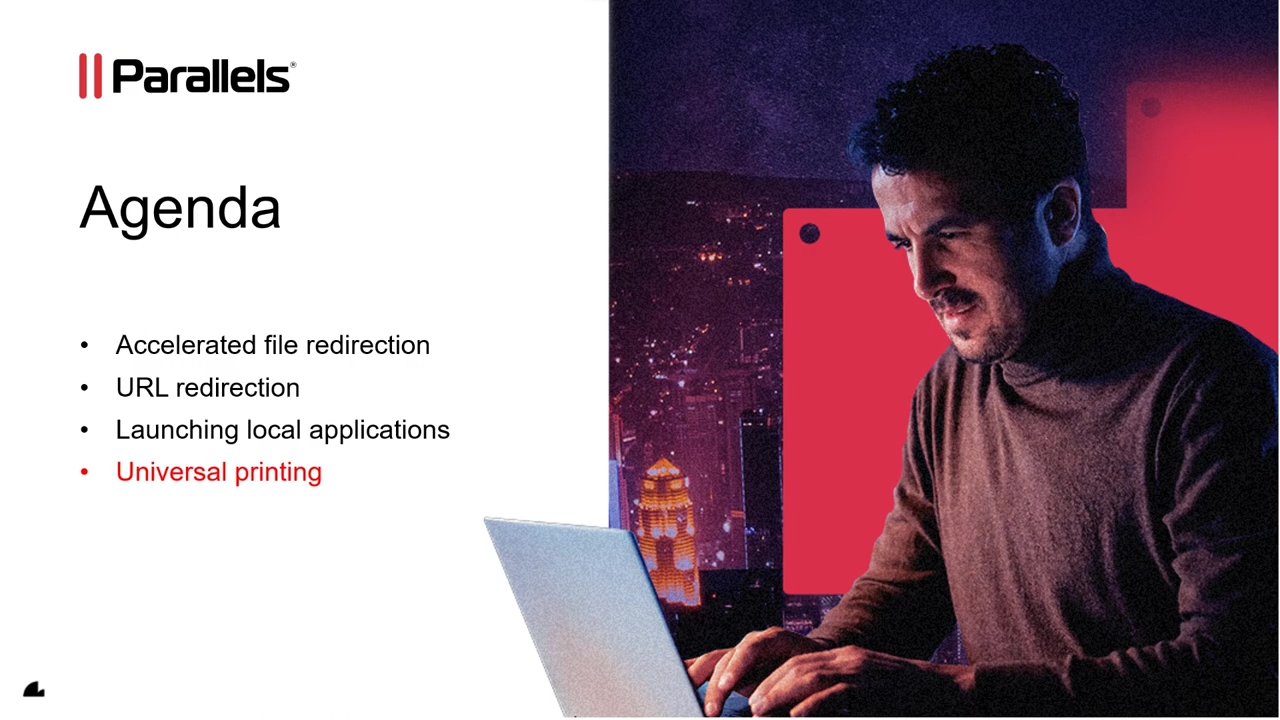 Parallels®
Agenda
• Accelerated file redirection
• URL redirection
• Launching local applications
• Universal printing